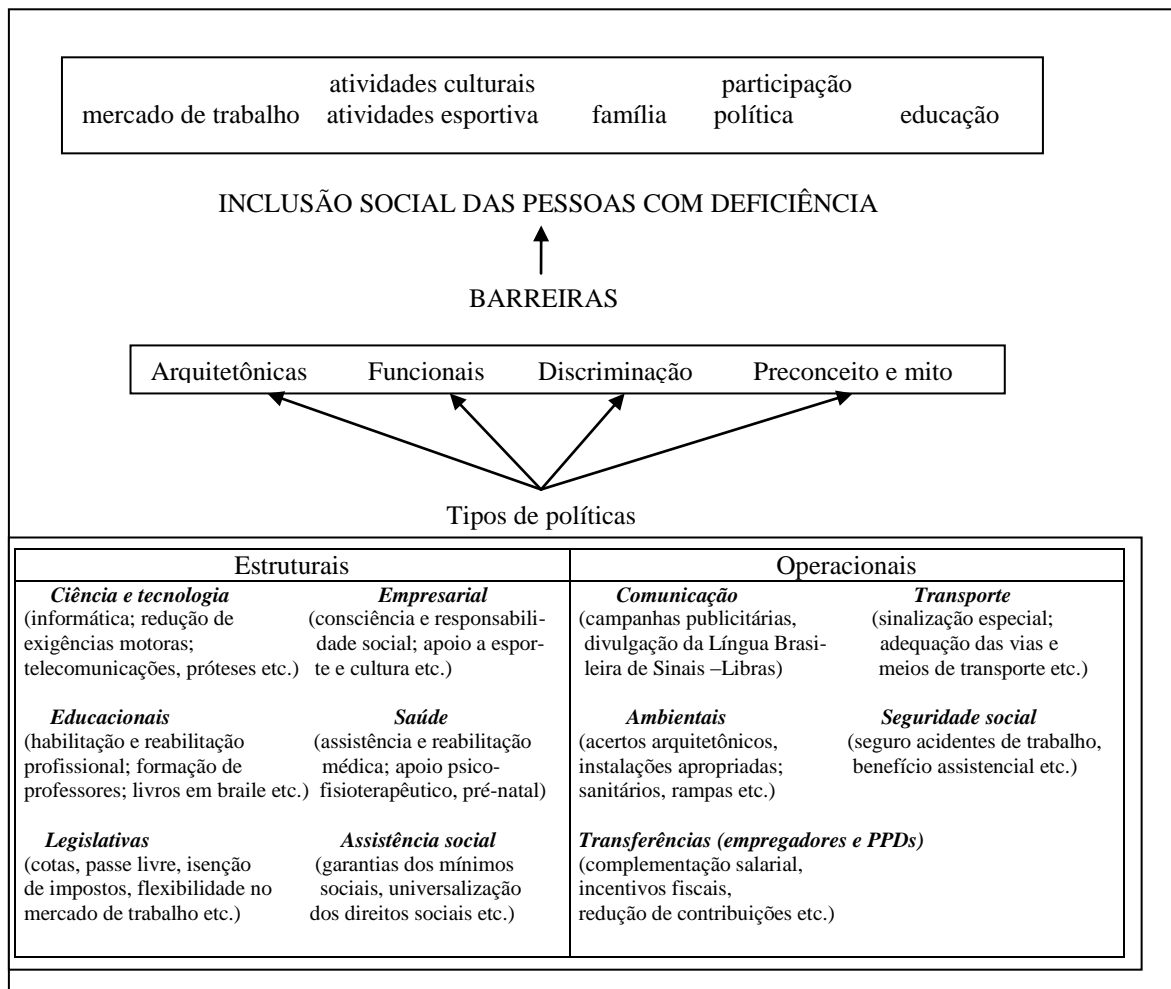 atividades culturais participação
mercado de trabalho atividades esportiva família política educação
INCLUSÃO SOCIAL DAS PESSOAS COM DEFICIÊNCIA
BARREIRAS
Arquitetônicas Funcionais Discriminação Preconceito e mito
Tipos de políticas
Estruturais
Ciência e tecnologia
(informática; redução de
exigências motoras;
telecomunicações, próteses etc.)
Empresarial
(consciência e responsabili-
dade social; apoio a espor-
te e cultura etc.)
Educacionais
(habilitação e reabilitação
profissional; formação de
professores; livros em braile etc.)
Saúde
(assistência e reabilitação
médica; apoio psico-
fisioterapêutico, pré-natal)
Legislativas
(cotas, passe livre, isenção
de impostos, flexibilidade no
mercado de trabalho etc.)
Assistência social
(garantias dos mínimos
sociais, universalização
dos direitos sociais etc.)
Operacionais
Comunicação
(campanhas publicitárias,
divulgação da Língua Brasi-
leira de Sinais –Libras)
Transporte
(sinalização especial;
adequação das vias e
meios de transporte etc.)
Ambientais
(acertos arquitetônicos,
instalações apropriadas;
sanitários, rampas etc.)
Seguridade social
(seguro acidentes de trabalho,
benefício assistencial etc.)
Transferências (empregadores e PPDs)
(complementação salarial,
incentivos fiscais,
redução de contribuições etc.)